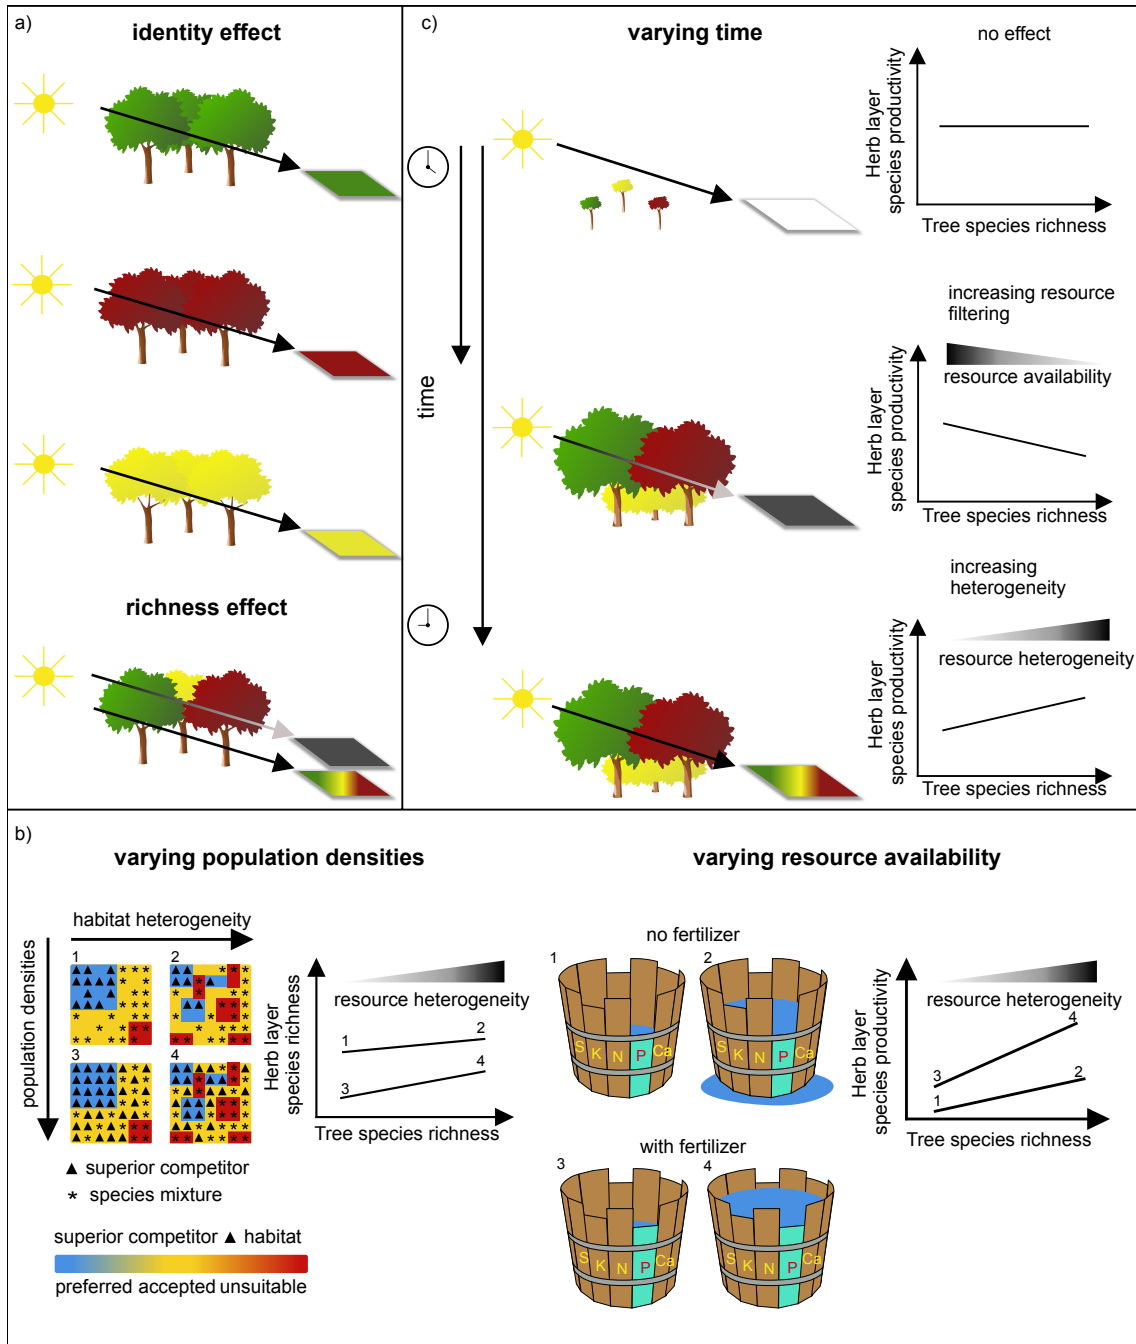 a)
identity effect
richness effect
c)
varying time
time
no effect
Herb layer
species productivity
Tree species richness
increasing resource
filtering
resource availability
Herb layer
species productivity
Tree species richness
increasing
heterogeneity
resource heterogeneity
Herb layer
species productivity
Tree species richness
b)
varying population densities
habitat heterogeneity
population densities
1
2
3
4
superior competitor
species mixture
superior competitor habitat
preferred accepted unsuitable
resource heterogeneity
1
2
3
4
Herb layer
species richness
Tree species richness
varying resource availability
no fertilizer
1
2
S K N P Ca
S K N P Ca
with fertilizer
3
4
S K N P Ca
S K N P Ca
resource heterogeneity
4
3
2
1
Herb layer
species productivity
Tree species richness